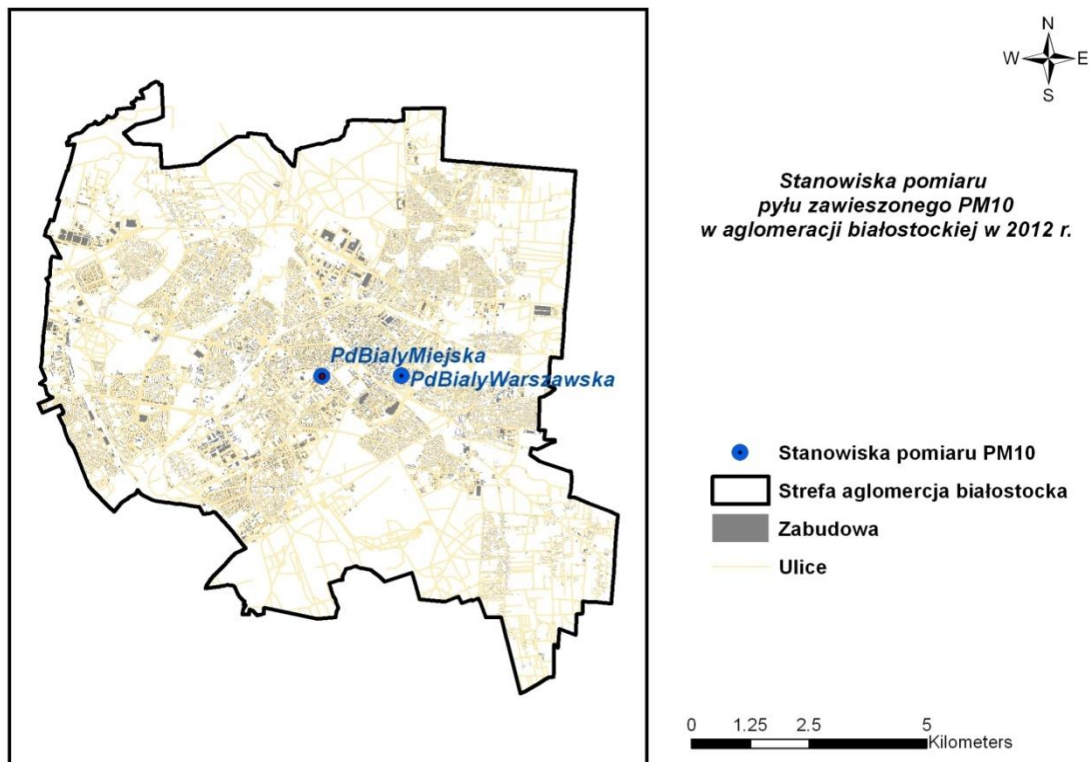 N
W E
S
Stanowiska pomiaru
pyłu zawieszonego PM10
w aglomeracji białostockiej w 2012 r.
PdBialyMiejska
PdBialyWarszawska
Stanowiska pomiaru PM10
Strefa aglomercja białostocka
Zabudowa
Ulice
0 1.25 2.5 5
Kilometers